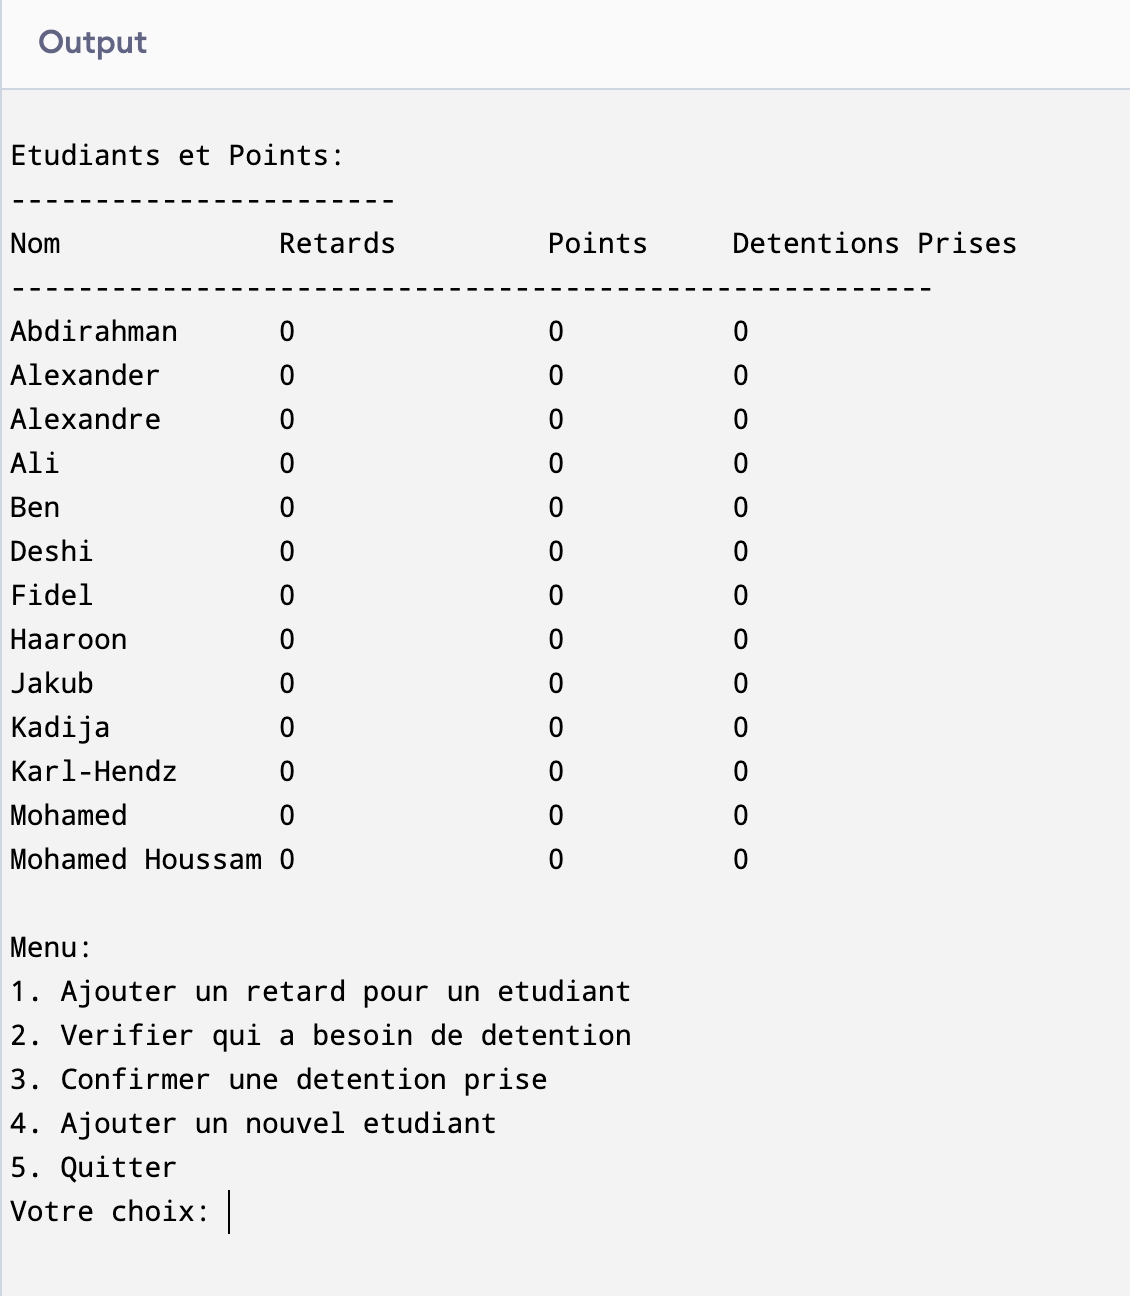 Output
Etudiants et Points:
-----------------------
Nom             Retards         Points     Detentions Prises
-------------------------------------------------------
Abdirahman      0               0          0
Alexander       0               0          0
Alexandre       0               0          0
Ali             0               0          0
Ben             0               0          0
Deshi           0               0          0
Fidel           0               0          0
Haaroon         0               0          0
Jakub           0               0          0
Kadija          0               0          0
Karl-Hendz      0               0          0
Mohamed         0               0          0
Mohamed Houssam 0               0          0
Menu:
1. Ajouter un retard pour un etudiant
2. Verifier qui a besoin de detention
3. Confirmer une detention prise
4. Ajouter un nouvel etudiant
5. Quitter
Votre choix: